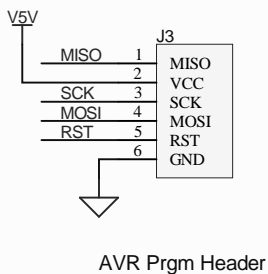 V5V
J3
MISO 1 MISO
2 VCC
SCK 3 SCK
MOSI 4 MOSI
RST 5 RST
6 GND
AVR Prgm Header